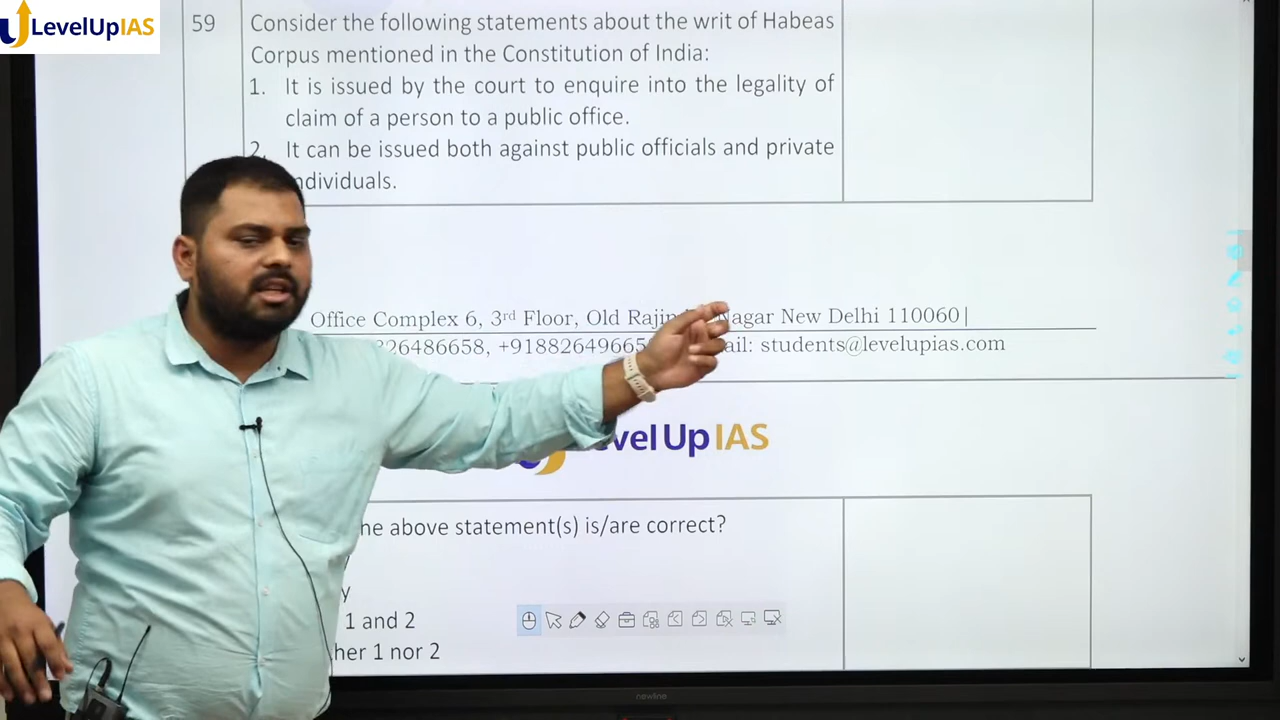 LevelUpIAS
59
Consider the following statements about the writ of Habeas
Corpus mentioned in the Constitution of India:
1. It is issued by the court to enquire into the legality of
claim of a person to a public office.
2. It can be issued both against public officials and private
ndividuals.
Office Complex 6, 3rd Floor, Old Nagar New Delhi 110060|
students@levelupias.com
Up IAS
he above statement(s) is/are correct?
1 and 2
her 1 nor 2
newline